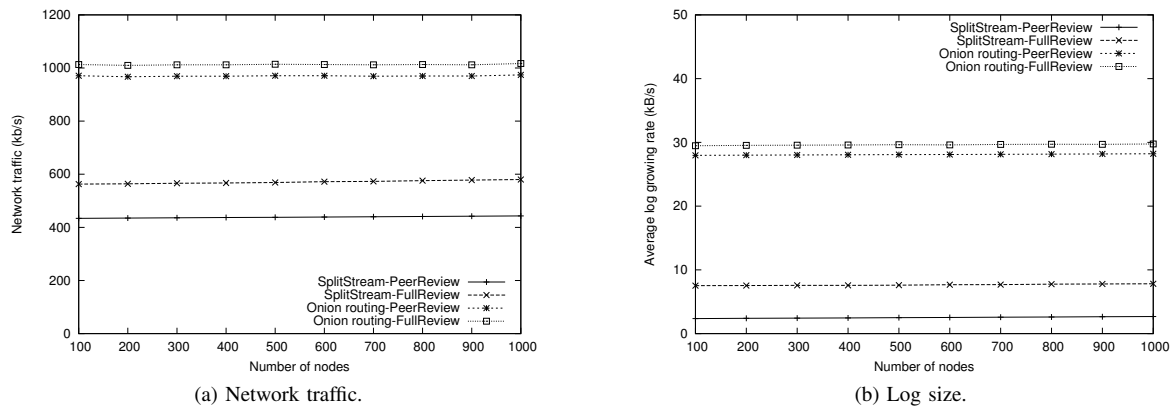 1200
1000
800
600
400
200
0
Network traffic (kb/s)
SplitStream-PeerReview
SplitStream-FullReview
Onion routing-PeerReview
Onion routing-FullReview
100 200 300 400 500 600 700 800 900 1000
Number of nodes
(a) Network traffic.
50
40
30
20
10
0
Average log growing rate (kB/s)
SplitStream-PeerReview
SplitStream-FullReview
Onion routing-PeerReview
Onion routing-FullReview
100 200 300 400 500 600 700 800 900 1000
Number of nodes
(b) Log size.